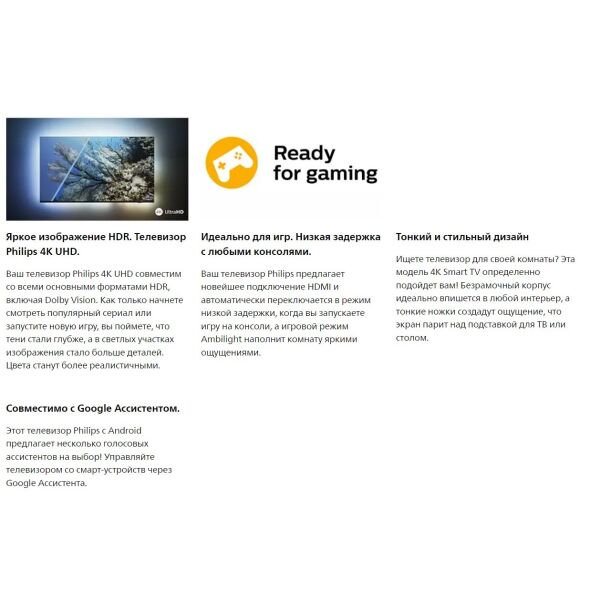 UltraHD
Ready
for gaming
Яркое изображение HDR. Телевизор
Philips 4K UHD.
Ваш телевизор Philips 4K UHD совместим
со всеми основными форматами HDR,
включая Dolby Vision. Как только начнете
смотреть популярный сериал или
запустите новую игру, вы поймете, что
тени стали глубже, а в светлых участках
изображения стало больше деталей.
Цвета станут более реалистичными.
Идеально для игр. Низкая задержка
с любыми консолями.
Ваш телевизор Philips предлагает
новейшее подключение HDMI и
автоматически переключается в режим
низкой задержки, когда вы запускаете
игру на консоли, а игровой режим
Ambilight наполнит комнату яркими
ощущениями.
Тонкий и стильный дизайн
Ищете телевизор для своей комнаты? Эта
модель 4K Smart TV определенно
подойдет вам! Безрамочный корпус
идеально впишется в любой интерьер, а
тонкие ножки создадут ощущение, что
экран парит над подставкой для ТВ или
столом.
Совместимо с Google Ассистентом.
Этот телевизор Philips с Android
предлагает несколько голосовых
ассистентов на выбор! Управляйте
телевизором со смарт-устройств через
Google Ассистента.